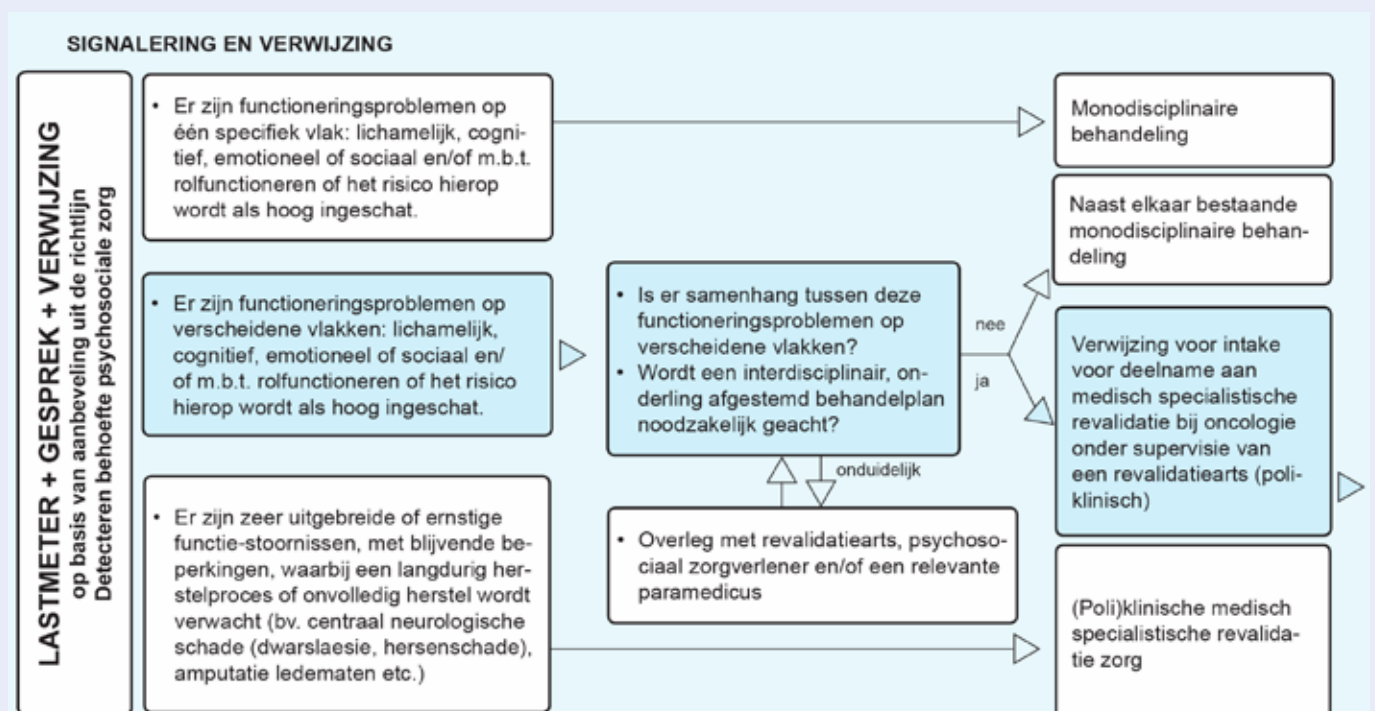 SIGNALERING EN VERWIJZING
LASTMETER + GESPREK + VERWIJZING
op basis van aanbeveling uit de richtlijn
Detecteren behoefte psychosociale zorg
• Er zijn functioneringsproblemen op
één specifiek vlak: lichamelijk, cogni-
tief, emotioneel of sociaal en/of m.b.t.
rolfunctioneren of het risico hierop
wordt als hoog ingeschat.
Monodisciplinaire
behandeling
Naast elkaar bestaande
monodisciplinaire behan-
deling
• Er zijn functioneringsproblemen op
verscheidene vlakken: lichamelijk,
cognitief, emotioneel of sociaal en/
of m.b.t. rolfunctioneren of het risico
hierop wordt als hoog ingeschat.
• Is er samenhang tussen deze
functioneringsproblemen op
verscheidene vlakken?
• Wordt een interdisciplinair, on-
derling afgestemd behandelplan
noodzakelijk geacht?
nee
ja
Verwijzing voor intake
voor deelname aan
medisch specialistische
revalidatie bij oncologie
onder supervisie van
een revalidatiearts (poli-
klinisch)
onduidelijk
• Overleg met revalidatiearts, psychoso-
ciaal zorgverlener en/of een relevante
paramedicus
• Er zijn zeer uitgebreide of ernstige
functie-stoornissen, met blijvende be-
perkingen, waarbij een langdurig her-
stelproces of onvolledig herstel wordt
verwacht (bv. centraal neurologische
schade (dwarslaesie, hersenschade),
amputatie ledematen etc.)
(Poli)klinische medisch
specialistische revalida-
tie zorg